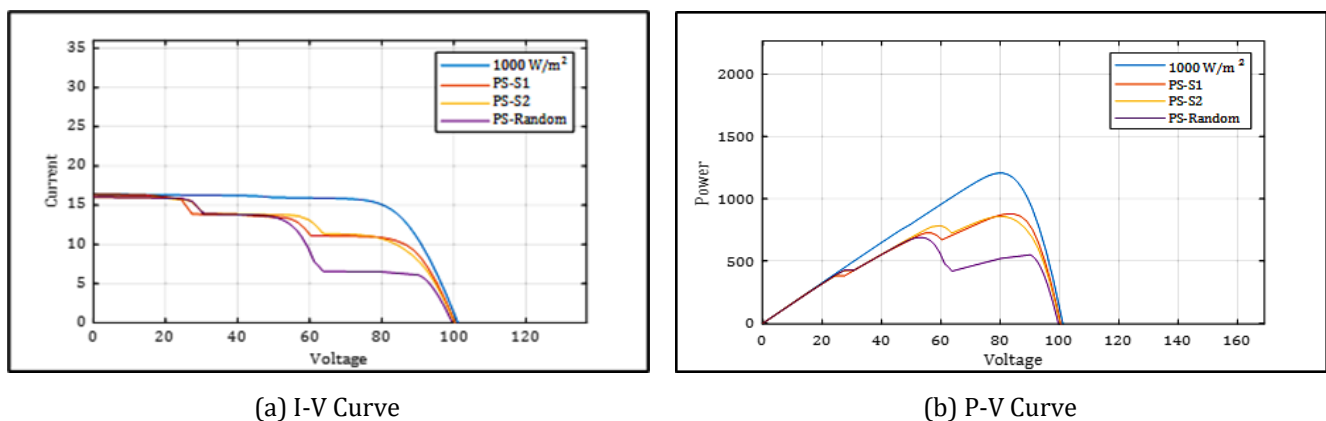 35
30
25
20
15
10
5
0
Current
1000 W/m²
PS-S1
PS-S2
PS-Random
0 20 40 60 80 100 120
Voltage
(a) I-V Curve
2000
1500
1000
500
0
Power
1000 W/m²
PS-S1
PS-S2
PS-Random
0 20 40 60 80 100 120 140 160
Voltage
(b) P-V Curve